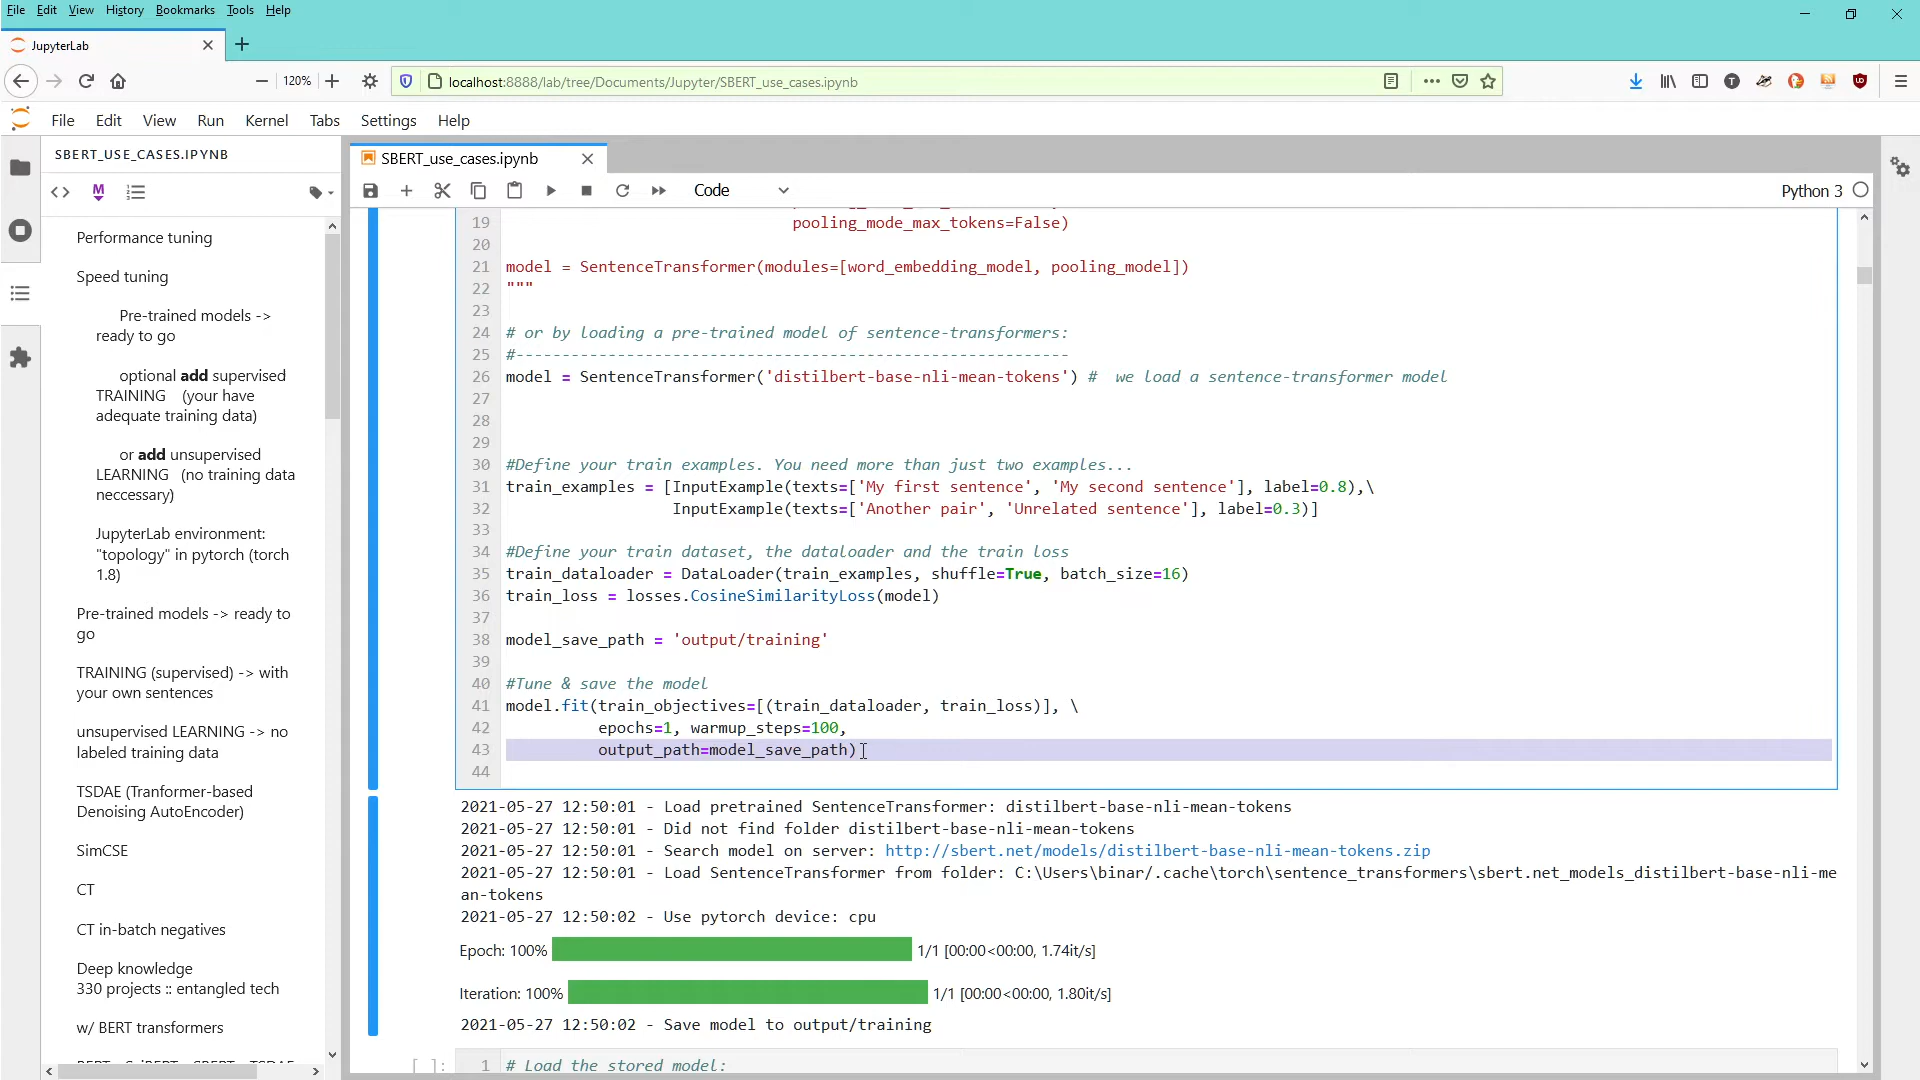 File Edit View History Bookmarks Tools Help
JupyterLab
120%
localhost:8888/lab/tree/Documents/Jupyter/SBERT_use_cases.ipynb
File Edit View Run Kernel Tabs Settings Help
SBERT_USE_CASES.IPYNB
Performance tuning
Speed tuning
Pre-trained models ->
ready to go
optional add supervised
TRAINING (your have
adequate training data)
or add unsupervised
LEARNING (no training data
neccessary)
JupyterLab environment:
"topology" in pytorch (torch
1.8)
Pre-trained models -> ready to
go
TRAINING (supervised) -> with
your own sentences
unsupervised LEARNING -> no
labeled training data
TSDAE (Tranformer-based
Denoising AutoEncoder)
SimCSE
CT
CT in-batch negatives
Deep knowledge
330 projects :: entangled tech
w/ BERT transformers
SBERT_use_cases.ipynb
Code
Python 3
19 pooling_mode_max_tokens=False)
20
21 model = SentenceTransformer(modules=[word_embedding_model, pooling_model])
22 """
23
24 # or by loading a pre-trained model of sentence-transformers:
25 #------------------------------------------------------------
26 model = SentenceTransformer('distilbert-base-nli-mean-tokens') #  we load a sentence-transformer model
27
28
29
30 #Define your train examples. You need more than just two examples...
31 train_examples = [InputExample(texts=['My first sentence', 'My second sentence'], label=0.8),\
32 InputExample(texts=['Another pair', 'Unrelated sentence'], label=0.3)]
33
34 #Define your train dataset, the dataloader and the train loss
35 train_dataloader = DataLoader(train_examples, shuffle=True, batch_size=16)
36 train_loss = losses.CosineSimilarityLoss(model)
37
38 model_save_path = 'output/training'
39
40 #Tune & save the model
41 model.fit(train_objectives=[(train_dataloader, train_loss)], \
42 epochs=1, warmup_steps=100,
43 output_path=model_save_path)
44
2021-05-27 12:50:01 - Load pretrained SentenceTransformer: distilbert-base-nli-mean-tokens
2021-05-27 12:50:01 - Did not find folder distilbert-base-nli-mean-tokens
2021-05-27 12:50:01 - Search model on server: http://sbert.net/models/distilbert-base-nli-mean-tokens.zip
2021-05-27 12:50:01 - Load SentenceTransformer from folder: C:\Users\binar/.cache\torch\sentence_transformers\sbert.net_models_distilbert-base-nli-me
an-tokens
2021-05-27 12:50:02 - Use pytorch device: cpu
Epoch: 100% 1/1 [00:00<00:00, 1.74it/s]
Iteration: 100% 1/1 [00:00<00:00, 1.80it/s]
2021-05-27 12:50:02 - Save model to output/training
[ ]: 1 # Load the stored model: